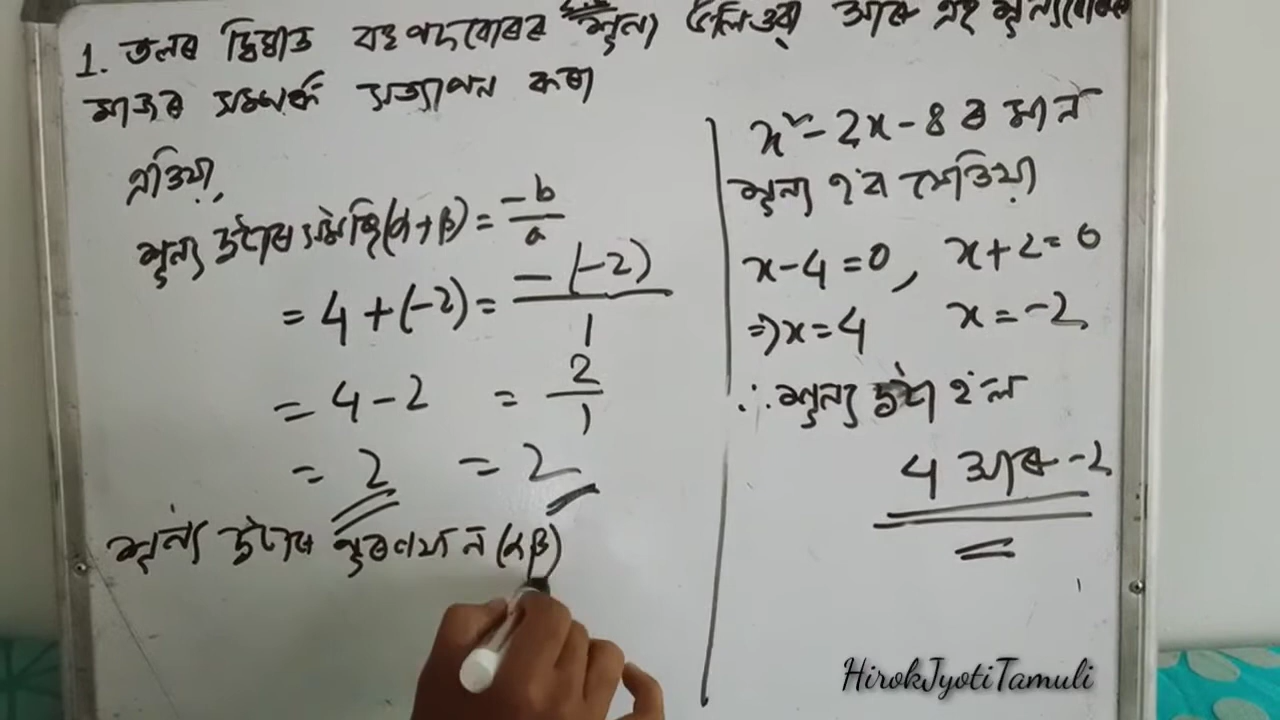 1. তলৰ দ্বিঘাত বহুপদবোৰৰ শূন্য উলিওৱা আৰু এই শূন্যবোৰৰ
মাজৰ সম্পৰ্ক সত্যাপন কৰা
এতিয়া,
শূন্য দুটাৰ সমষ্টি (α+β) = -b/a
= 4 + (-2) = -(-2)/1
= 4 - 2 = 2/1
= 2 = 2
শূন্য দুটাৰ পূৰণফল (αβ)
x² - 2x - 8 ৰ মান
শূন্য হ'ব যেতিয়া
x - 4 = 0, x + 2 = 0
⇒ x = 4 x = -2
∴ শূন্য দুটা হ'ল
4 আৰু -2
HirokJyotiTamuli